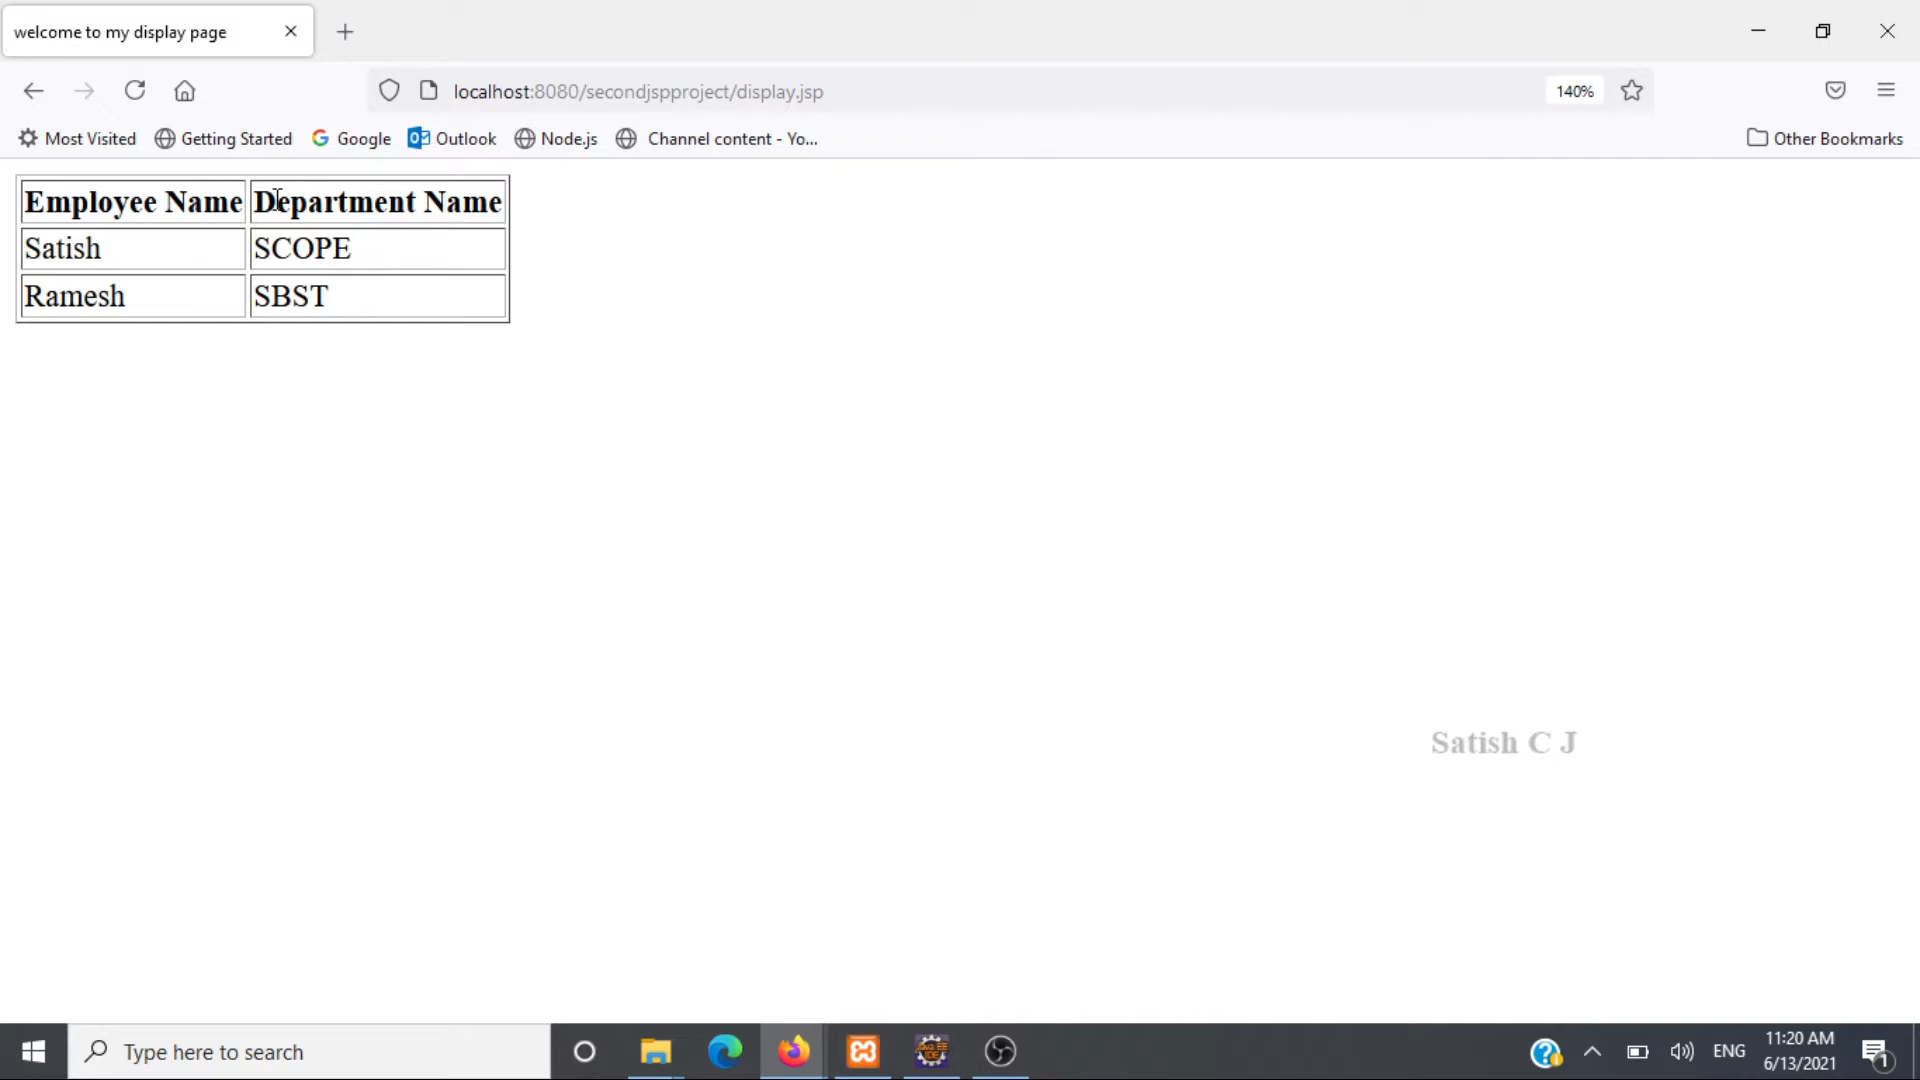 welcome to my display page
localhost:8080/secondjspproject/display.jsp
140%
Most Visited
Getting Started
Google
Outlook
Node.js
Channel content - Yo...
Other Bookmarks
Employee Name Department Name
Satish SCOPE
Ramesh SBST
Satish C J
Type here to search
ENG
11:20 AM
6/13/2021
1